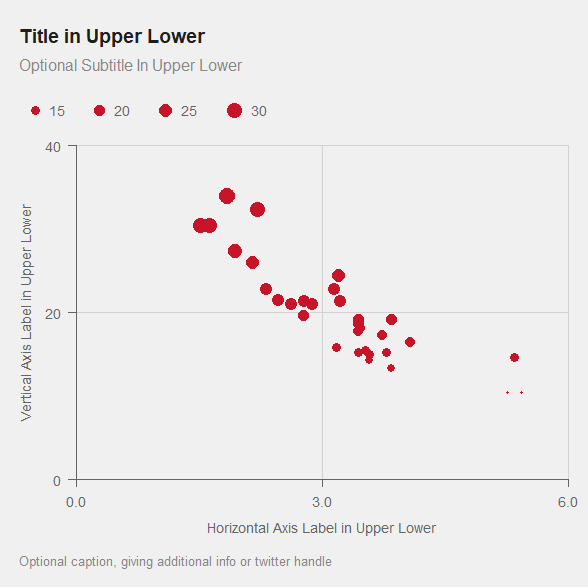 Title in Upper Lower
Optional Subtitle In Upper Lower
15 20 25 30
40
20
0
Vertical Axis Label in Upper Lower
0.0 3.0 6.0
Horizontal Axis Label in Upper Lower
Optional caption, giving additional info or twitter handle